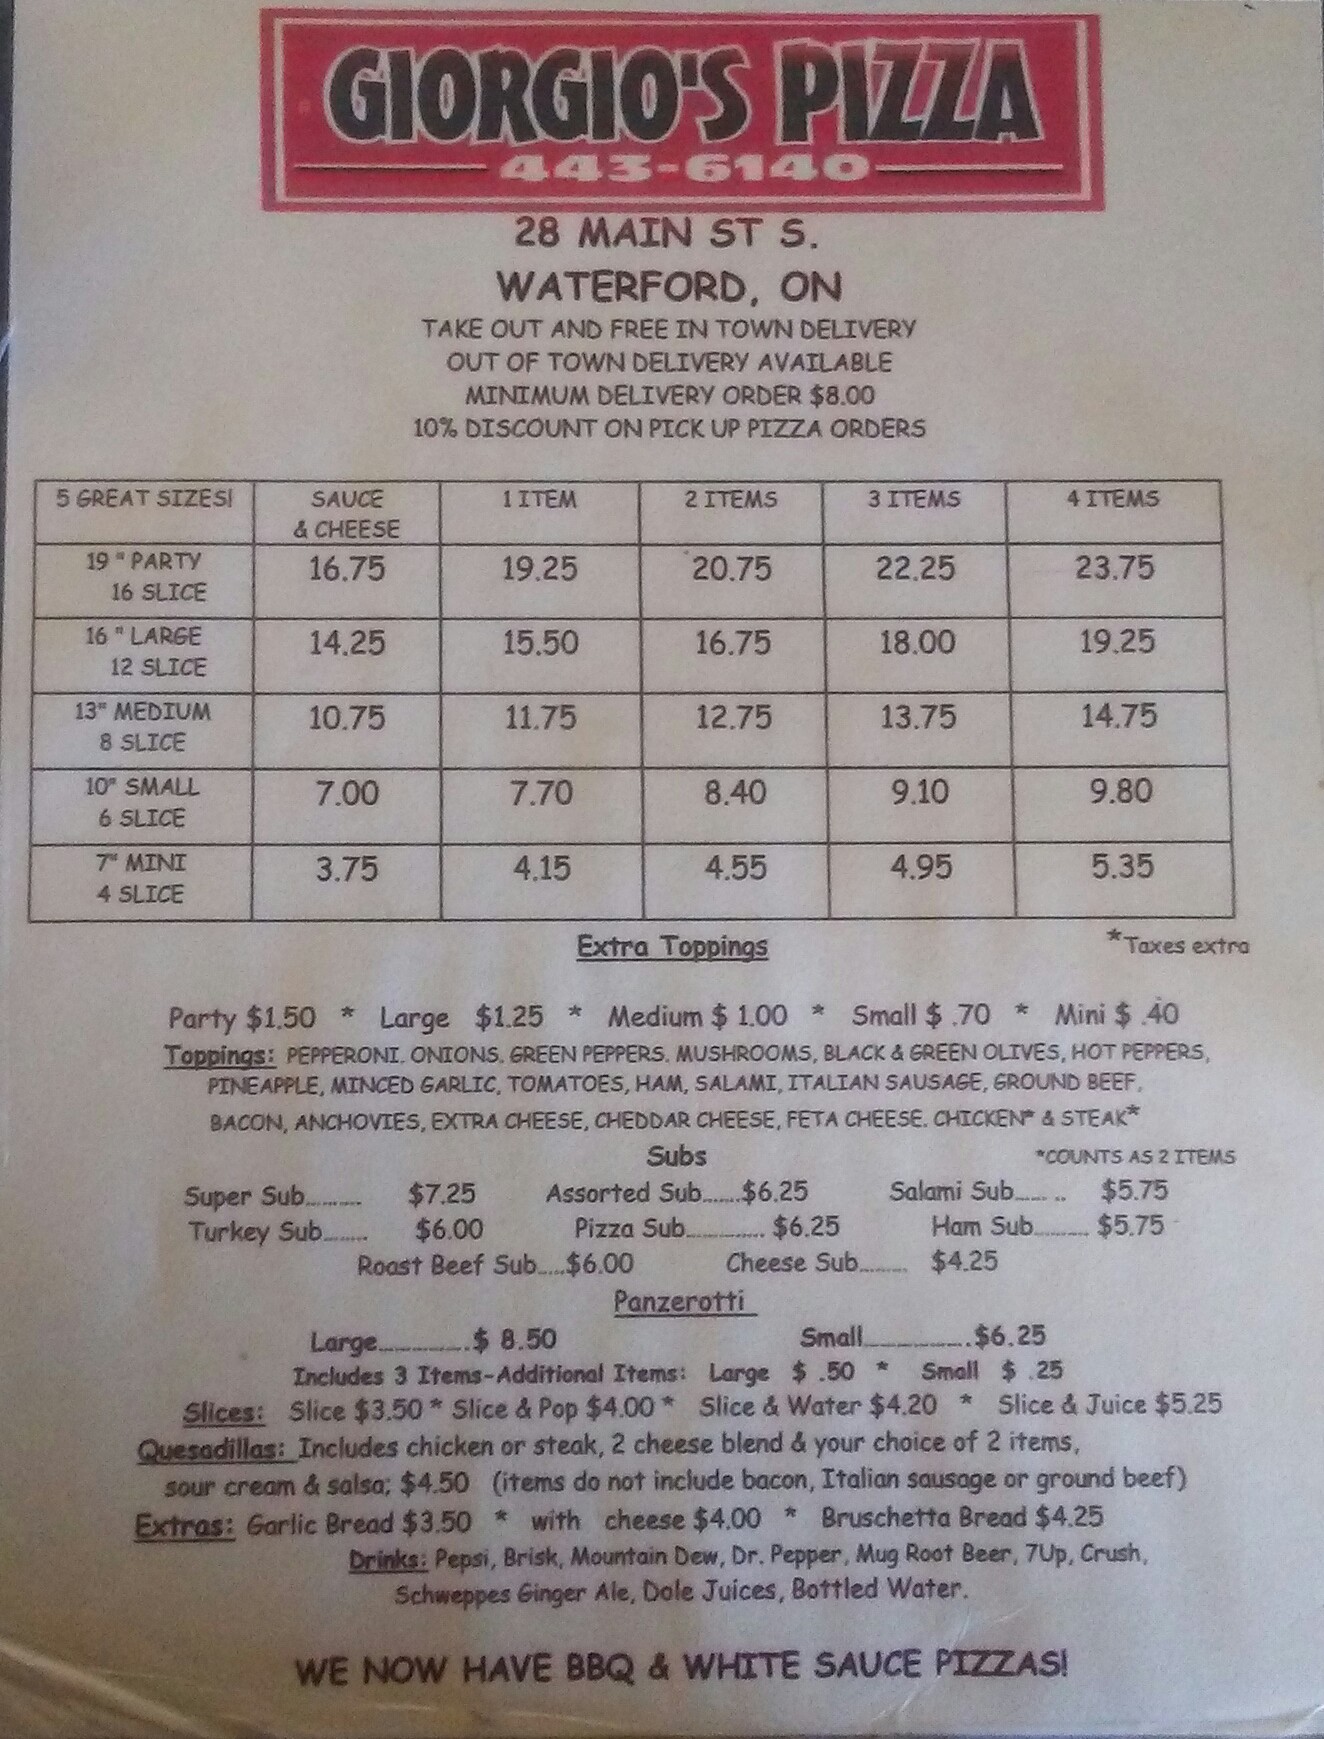 GIORGIO'S PIZZA
443-6140
28 MAIN ST S.
WATERFORD, ON
TAKE OUT AND FREE IN TOWN DELIVERY
OUT OF TOWN DELIVERY AVAILABLE
MINIMUM DELIVERY ORDER $8.00
10% DISCOUNT ON PICK UP PIZZA ORDERS
5 GREAT SIZES! SAUCE & CHEESE 1 ITEM 2 ITEMS 3 ITEMS 4 ITEMS
19" PARTY 16 SLICE 16.75 19.25 20.75 22.25 23.75
16" LARGE 12 SLICE 14.25 15.50 16.75 18.00 19.25
13" MEDIUM 8 SLICE 10.75 11.75 12.75 13.75 14.75
10" SMALL 6 SLICE 7.00 7.70 8.40 9.10 9.80
7" MINI 4 SLICE 3.75 4.15 4.55 4.95 5.35
Extra Toppings *Taxes extra
Party $1.50 * Large $1.25 * Medium $ 1.00 * Small $ .70 * Mini $ .40
Toppings: PEPPERONI. ONIONS. GREEN PEPPERS. MUSHROOMS, BLACK & GREEN OLIVES, HOT PEPPERS,
PINEAPPLE, MINCED GARLIC, TOMATOES, HAM, SALAMI, ITALIAN SAUSAGE, GROUND BEEF,
BACON, ANCHOVIES, EXTRA CHEESE, CHEDDAR CHEESE, FETA CHEESE. CHICKEN* & STEAK*
Subs *COUNTS AS 2 ITEMS
Super Sub.......... $7.25 Assorted Sub.......$6.25 Salami Sub...... .. $5.75
Turkey Sub........ $6.00 Pizza Sub.............. $6.25 Ham Sub.......... $5.75
Roast Beef Sub.....$6.00 Cheese Sub......... $4.25
Panzerotti
Large...............$ 8.50 Small.................$6.25
Includes 3 Items-Additional Items: Large $ .50 * Small $ .25
Slices: Slice $3.50 * Slice & Pop $4.00 * Slice & Water $4.20 * Slice & Juice $5.25
Quesadillas: Includes chicken or steak, 2 cheese blend & your choice of 2 items,
sour cream & salsa; $4.50 (items do not include bacon, Italian sausage or ground beef)
Extras: Garlic Bread $3.50 * with cheese $4.00 * Bruschetta Bread $4.25
Drinks: Pepsi, Brisk, Mountain Dew, Dr. Pepper, Mug Root Beer, 7Up, Crush,
Schweppes Ginger Ale, Dole Juices, Bottled Water.
WE NOW HAVE BBQ & WHITE SAUCE PIZZAS!